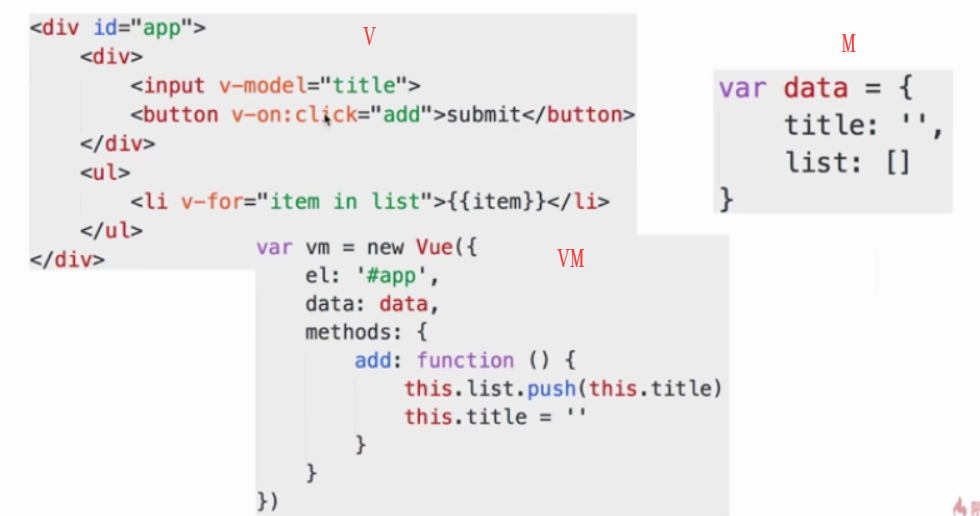 V
<div id="app">
    <div>
        <input v-model="title">
        <button v-on:click="add">submit</button>
    </div>
    <ul>
        <li v-for="item in list">{{item}}</li>
    </ul>
</div>
M
var data = {
    title: '',
    list: []
}
VM
var vm = new Vue({
    el: '#app',
    data: data,
    methods: {
        add: function () {
            this.list.push(this.title)
            this.title = ''
        }
    }
})